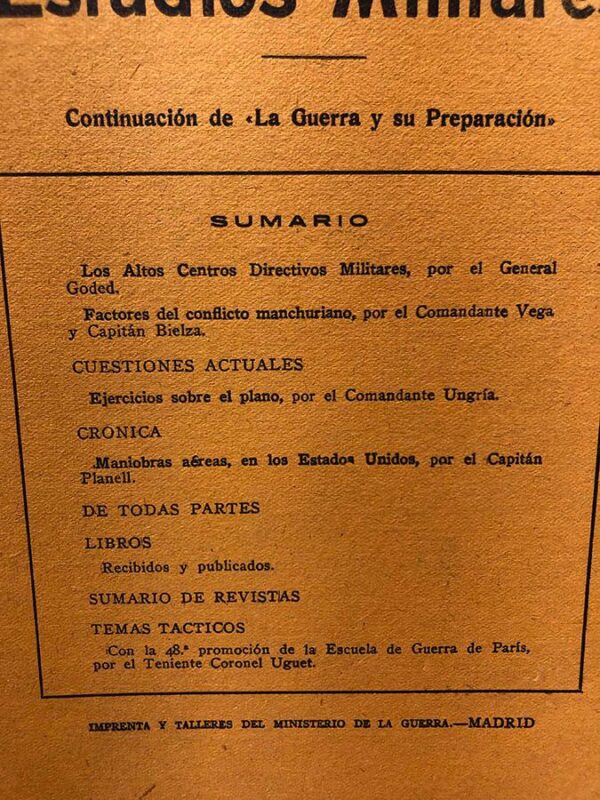 Estudios Militares
Continuación de «La Guerra y su Preparación»
SUMARIO
Los Altos Centros Directivos Militares, por el General
Goded.
Factores del conflicto manchuriano, por el Comandante Vega
y Capitán Bielza.
CUESTIONES ACTUALES
Ejercicios sobre el plano, por el Comandante Ungría.
CRONICA
Maniobras aéreas, en los Estados Unidos, por el Capitán
Planell.
DE TODAS PARTES
LIBROS
Recibidos y publicados.
SUMARIO DE REVISTAS
TEMAS TACTICOS
Con la 48.ª promoción de la Escuela de Guerra de París,
por el Teniente Coronel Uguet.
IMPRENTA Y TALLERES DEL MINISTERIO DE LA GUERRA.—MADRID